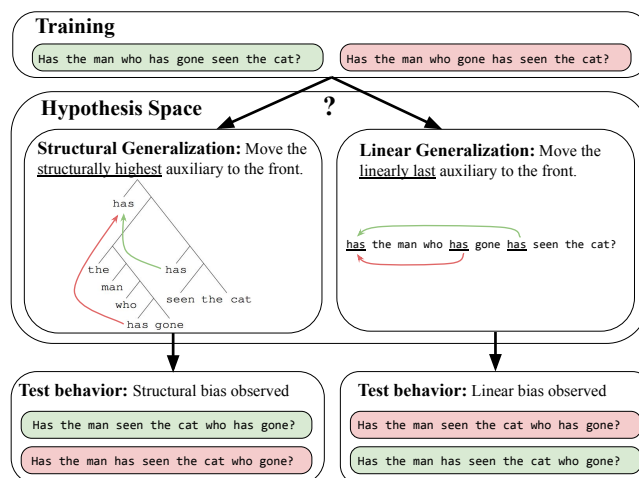 Training
Has the man who has gone seen the cat?
Has the man who gone has seen the cat?
Hypothesis Space
?
Structural Generalization: Move the
structurally highest auxiliary to the front.
has
the
has
man
who
seen the cat
has gone
Linear Generalization: Move the
linearly last auxiliary to the front.
has the man who has gone has seen the cat?
Test behavior: Structural bias observed
Has the man seen the cat who has gone?
Has the man has seen the cat who gone?
Test behavior: Linear bias observed
Has the man seen the cat who has gone?
Has the man has seen the cat who gone?